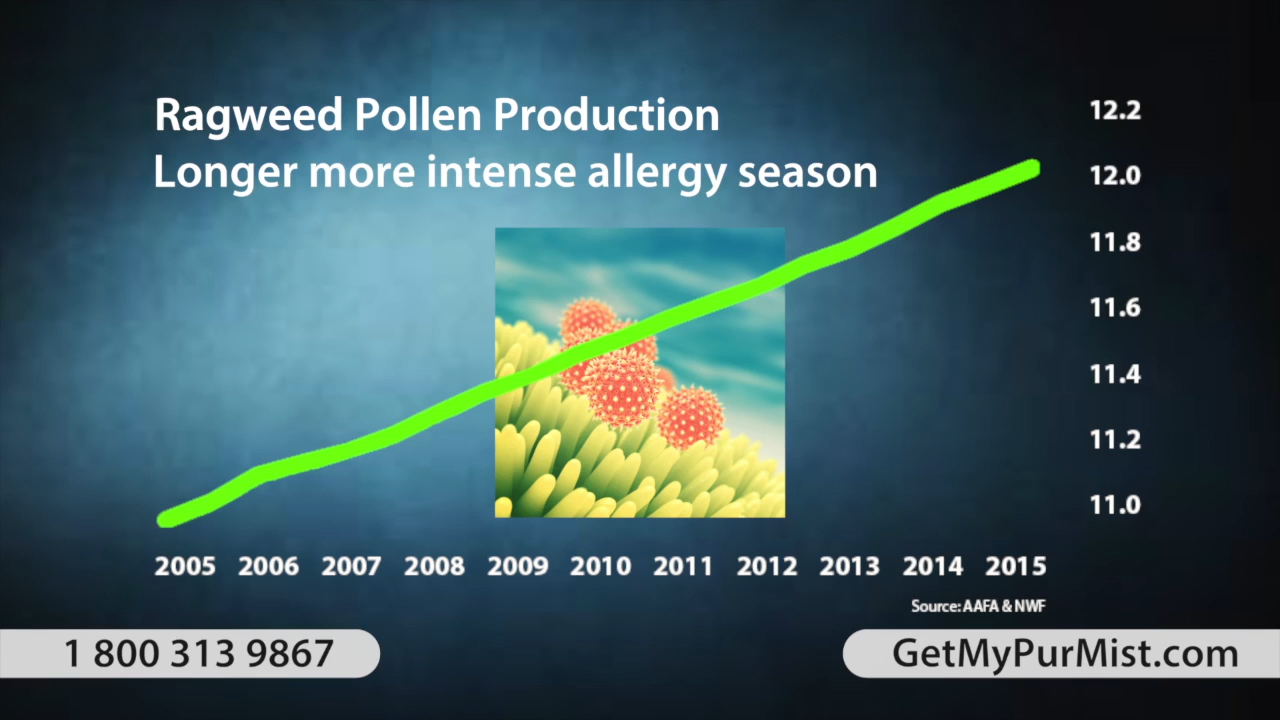 Ragweed Pollen Production
Longer more intense allergy season
12.2
12.0
11.8
11.6
11.4
11.2
11.0
2005 2006 2007 2008 2009 2010 2011 2012 2013 2014 2015
Source: AAFA & NWF
1 800 313 9867
GetMyPurMist.com